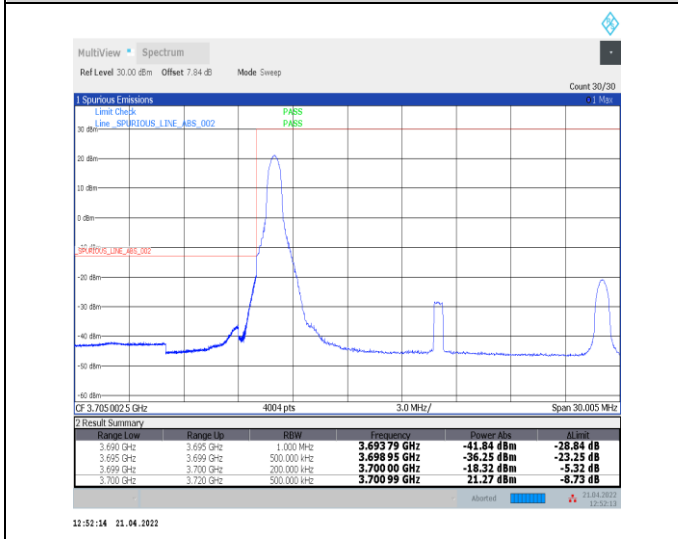 MultiView Spectrum
Ref Level 30.00 dBm Offset 7.84 dB Mode Sweep
Count 30/30
1 Spurious Emissions 1 Max
Limit Check PASS
Line _SPURIOUS_LINE_ABS_002 PASS
30 dBm
20 dBm
10 dBm
0 dBm
-10 dBm
_SPURIOUS_LINE_ABS_002
-20 dBm
-30 dBm
-40 dBm
-50 dBm
-60 dBm
CF 3.705 002 5 GHz 4004 pts 3.0 MHz/ Span 30.005 MHz
2 Result Summary
Range Low Range Up RBW Frequency Power Abs ΔLimit
3.690 GHz 3.695 GHz 1.000 MHz 3.693 79 GHz -41.84 dBm -28.84 dB
3.695 GHz 3.699 GHz 500.000 kHz 3.698 95 GHz -36.25 dBm -23.25 dB
3.699 GHz 3.700 GHz 200.000 kHz 3.700 00 GHz -18.32 dBm -5.32 dB
3.700 GHz 3.720 GHz 500.000 kHz 3.700 99 GHz 21.27 dBm -8.73 dB
Aborted 21.04.2022
12:52:13
12:52:14 21.04.2022